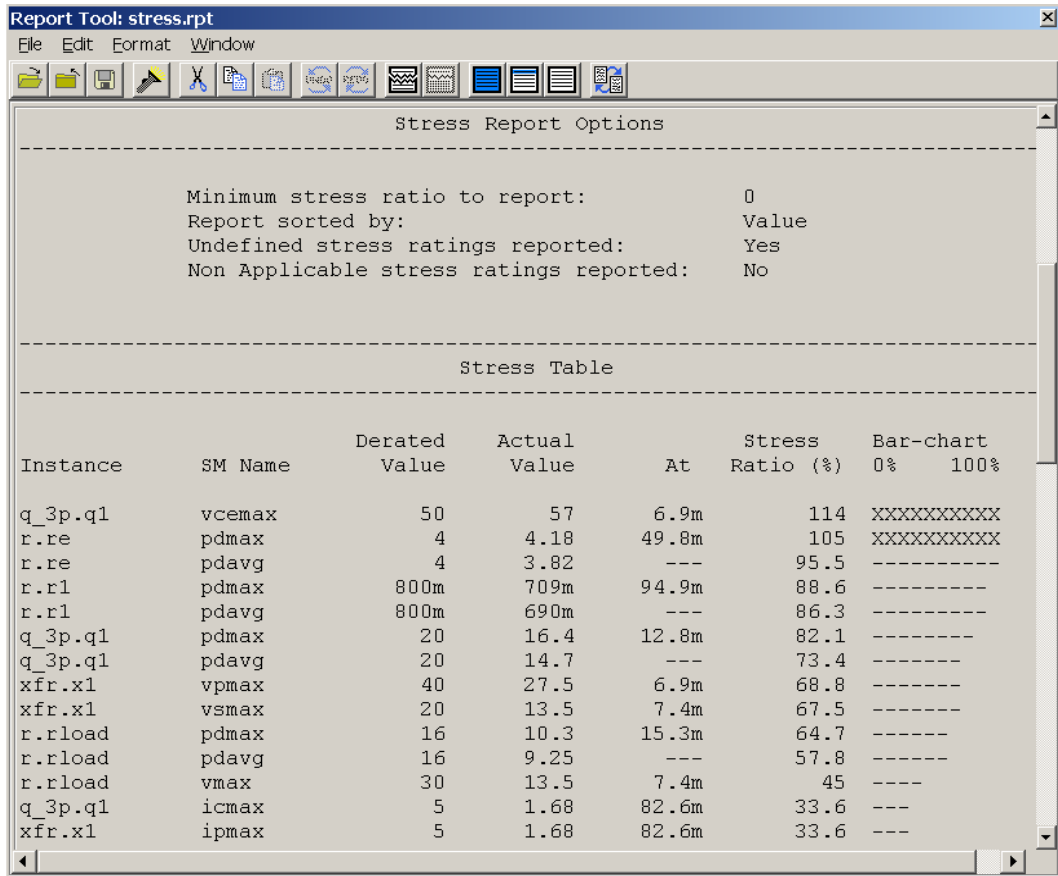 Report Tool: stress.rpt
File Edit Format Window
Stress Report Options
Minimum stress ratio to report: 0
Report sorted by: Value
Undefined stress ratings reported: Yes
Non Applicable stress ratings reported: No
Stress Table
Derated Actual Stress Bar-chart
Instance SM Name Value Value At Ratio (%) 0% 100%
q_3p.q1 vcemax 50 57 6.9m 114 XXXXXXXXXX
r.re pdmax 4 4.18 49.8m 105 XXXXXXXXXX
r.re pdavg 4 3.82 --- 95.5 ----------
r.r1 pdmax 800m 709m 94.9m 88.6 ---------
r.r1 pdavg 800m 690m --- 86.3 ---------
q_3p.q1 pdmax 20 16.4 12.8m 82.1 --------
q_3p.q1 pdavg 20 14.7 --- 73.4 -------
xfr.x1 vpmax 40 27.5 6.9m 68.8 -------
xfr.x1 vsmax 20 13.5 7.4m 67.5 -------
r.rload pdmax 16 10.3 15.3m 64.7 ------
r.rload pdavg 16 9.25 --- 57.8 ------
r.rload vmax 30 13.5 7.4m 45 ----
q_3p.q1 icmax 5 1.68 82.6m 33.6 ---
xfr.x1 ipmax 5 1.68 82.6m 33.6 ---